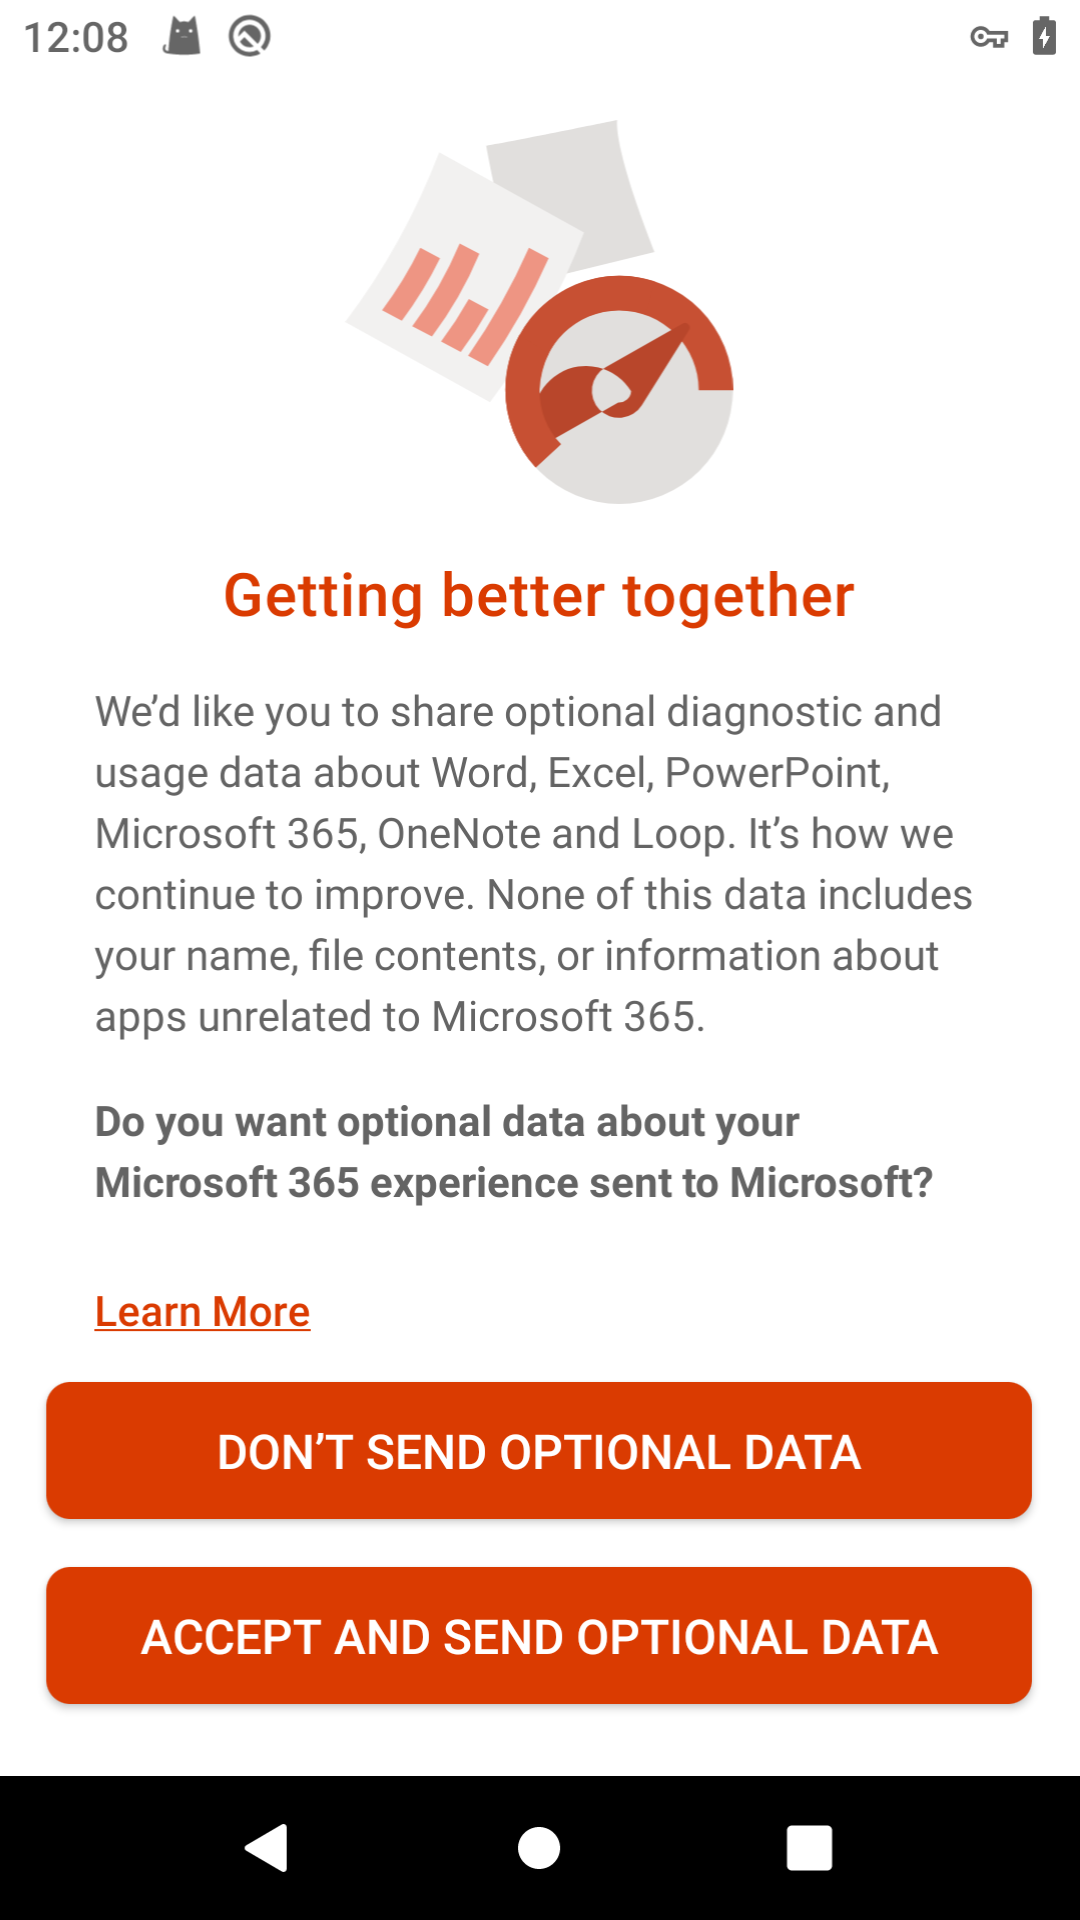 12:08
Getting better together
We’d like you to share optional diagnostic and
usage data about Word, Excel, PowerPoint,
Microsoft 365, OneNote and Loop. It’s how we
continue to improve. None of this data includes
your name, file contents, or information about
apps unrelated to Microsoft 365.
Do you want optional data about your
Microsoft 365 experience sent to Microsoft?
Learn More
DON’T SEND OPTIONAL DATA
ACCEPT AND SEND OPTIONAL DATA